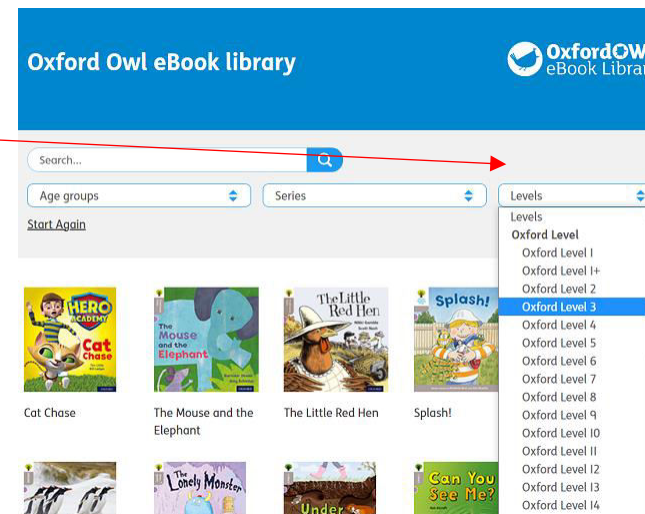 Oxford Owl eBook library
OxfordOW
eBook Librar
Search...
Age groups
Series
Levels
Start Again
Levels
Oxford Level
Oxford Level 1
Oxford Level 1+
Oxford Level 2
Oxford Level 3
Oxford Level 4
Oxford Level 5
Oxford Level 6
Oxford Level 7
Oxford Level 8
Oxford Level 9
Oxford Level 10
Oxford Level 11
Oxford Level 12
Oxford Level 13
Oxford Level 14
HERO
ACADEMY
Cat
Chase
The
Mouse
and the
Elephant
The Little
Red Hen
Splash!
Cat Chase
The Mouse and the
Elephant
The Little Red Hen
Splash!
The
Lonely Monster
Under
Can You
See Me?